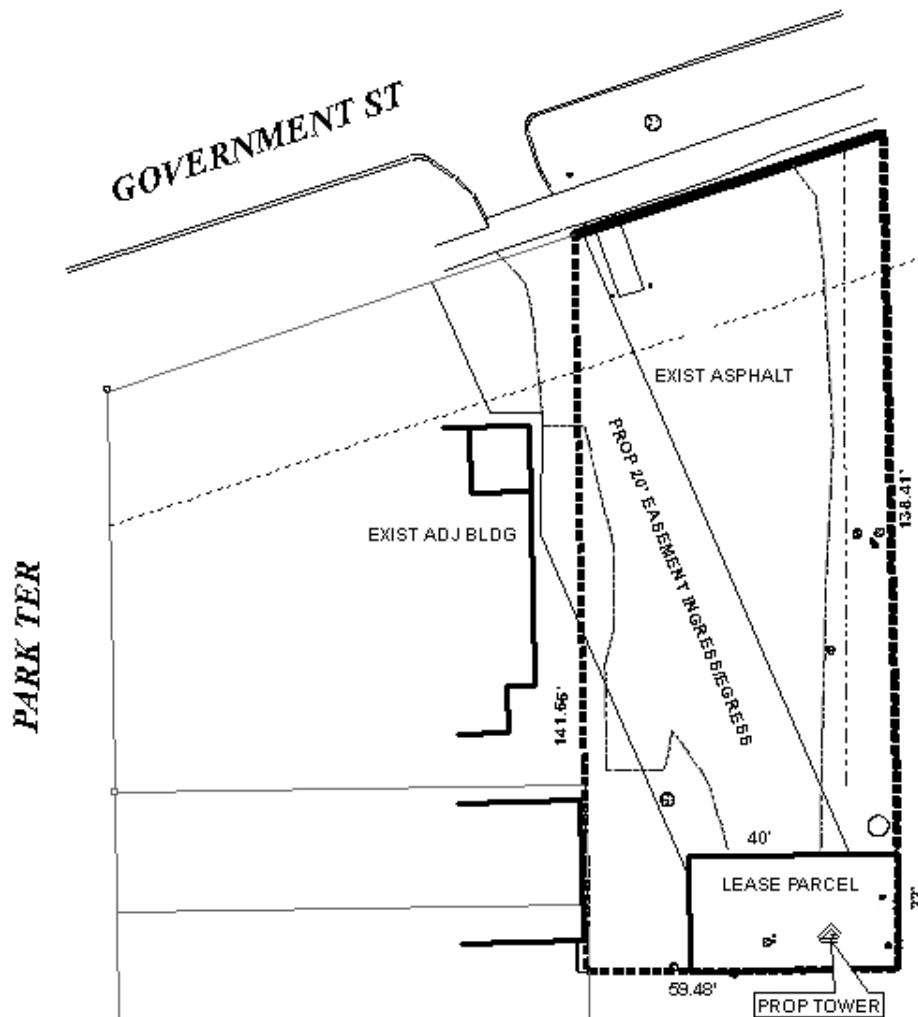 GOVERNMENT ST
EXIST ASPHALT
PROP 20' EASEMENT INGRESS/EGRESS
138.41'
EXIST ADJ BLDG
PARK TER
141.66'
40'
LEASE PARCEL
59.48'
PROP TOWER